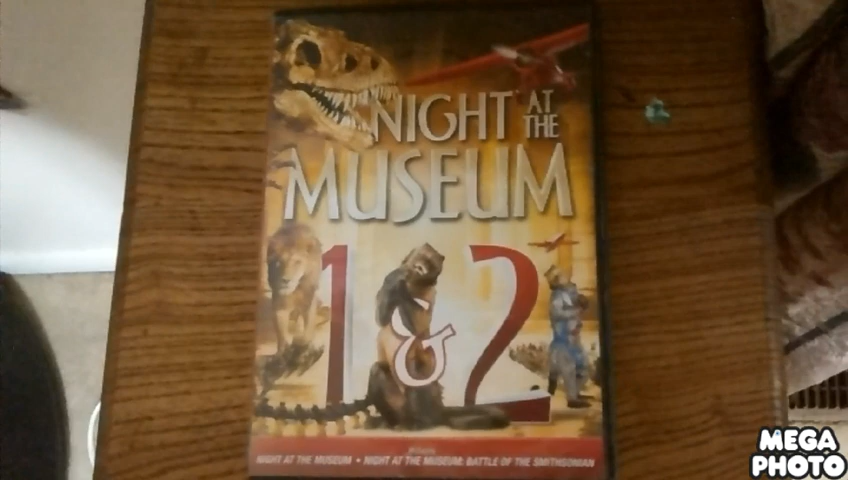 NIGHT AT THE
MUSEUM
1 & 2
NIGHT AT THE MUSEUM • NIGHT AT THE MUSEUM: BATTLE OF THE SMITHSONIAN
MEGA
PHOTO